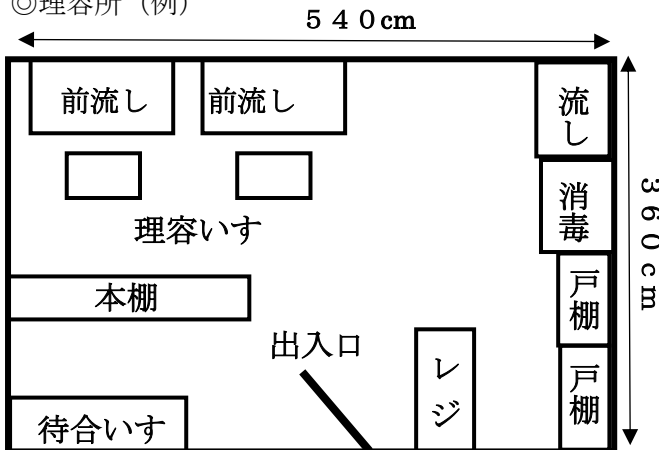 ◎理容所（例）
５４０cm
前流し
前流し
流し
消毒
理容いす
３６０ｃｍ
戸棚
本棚
出入口
レジ
戸棚
待合いす